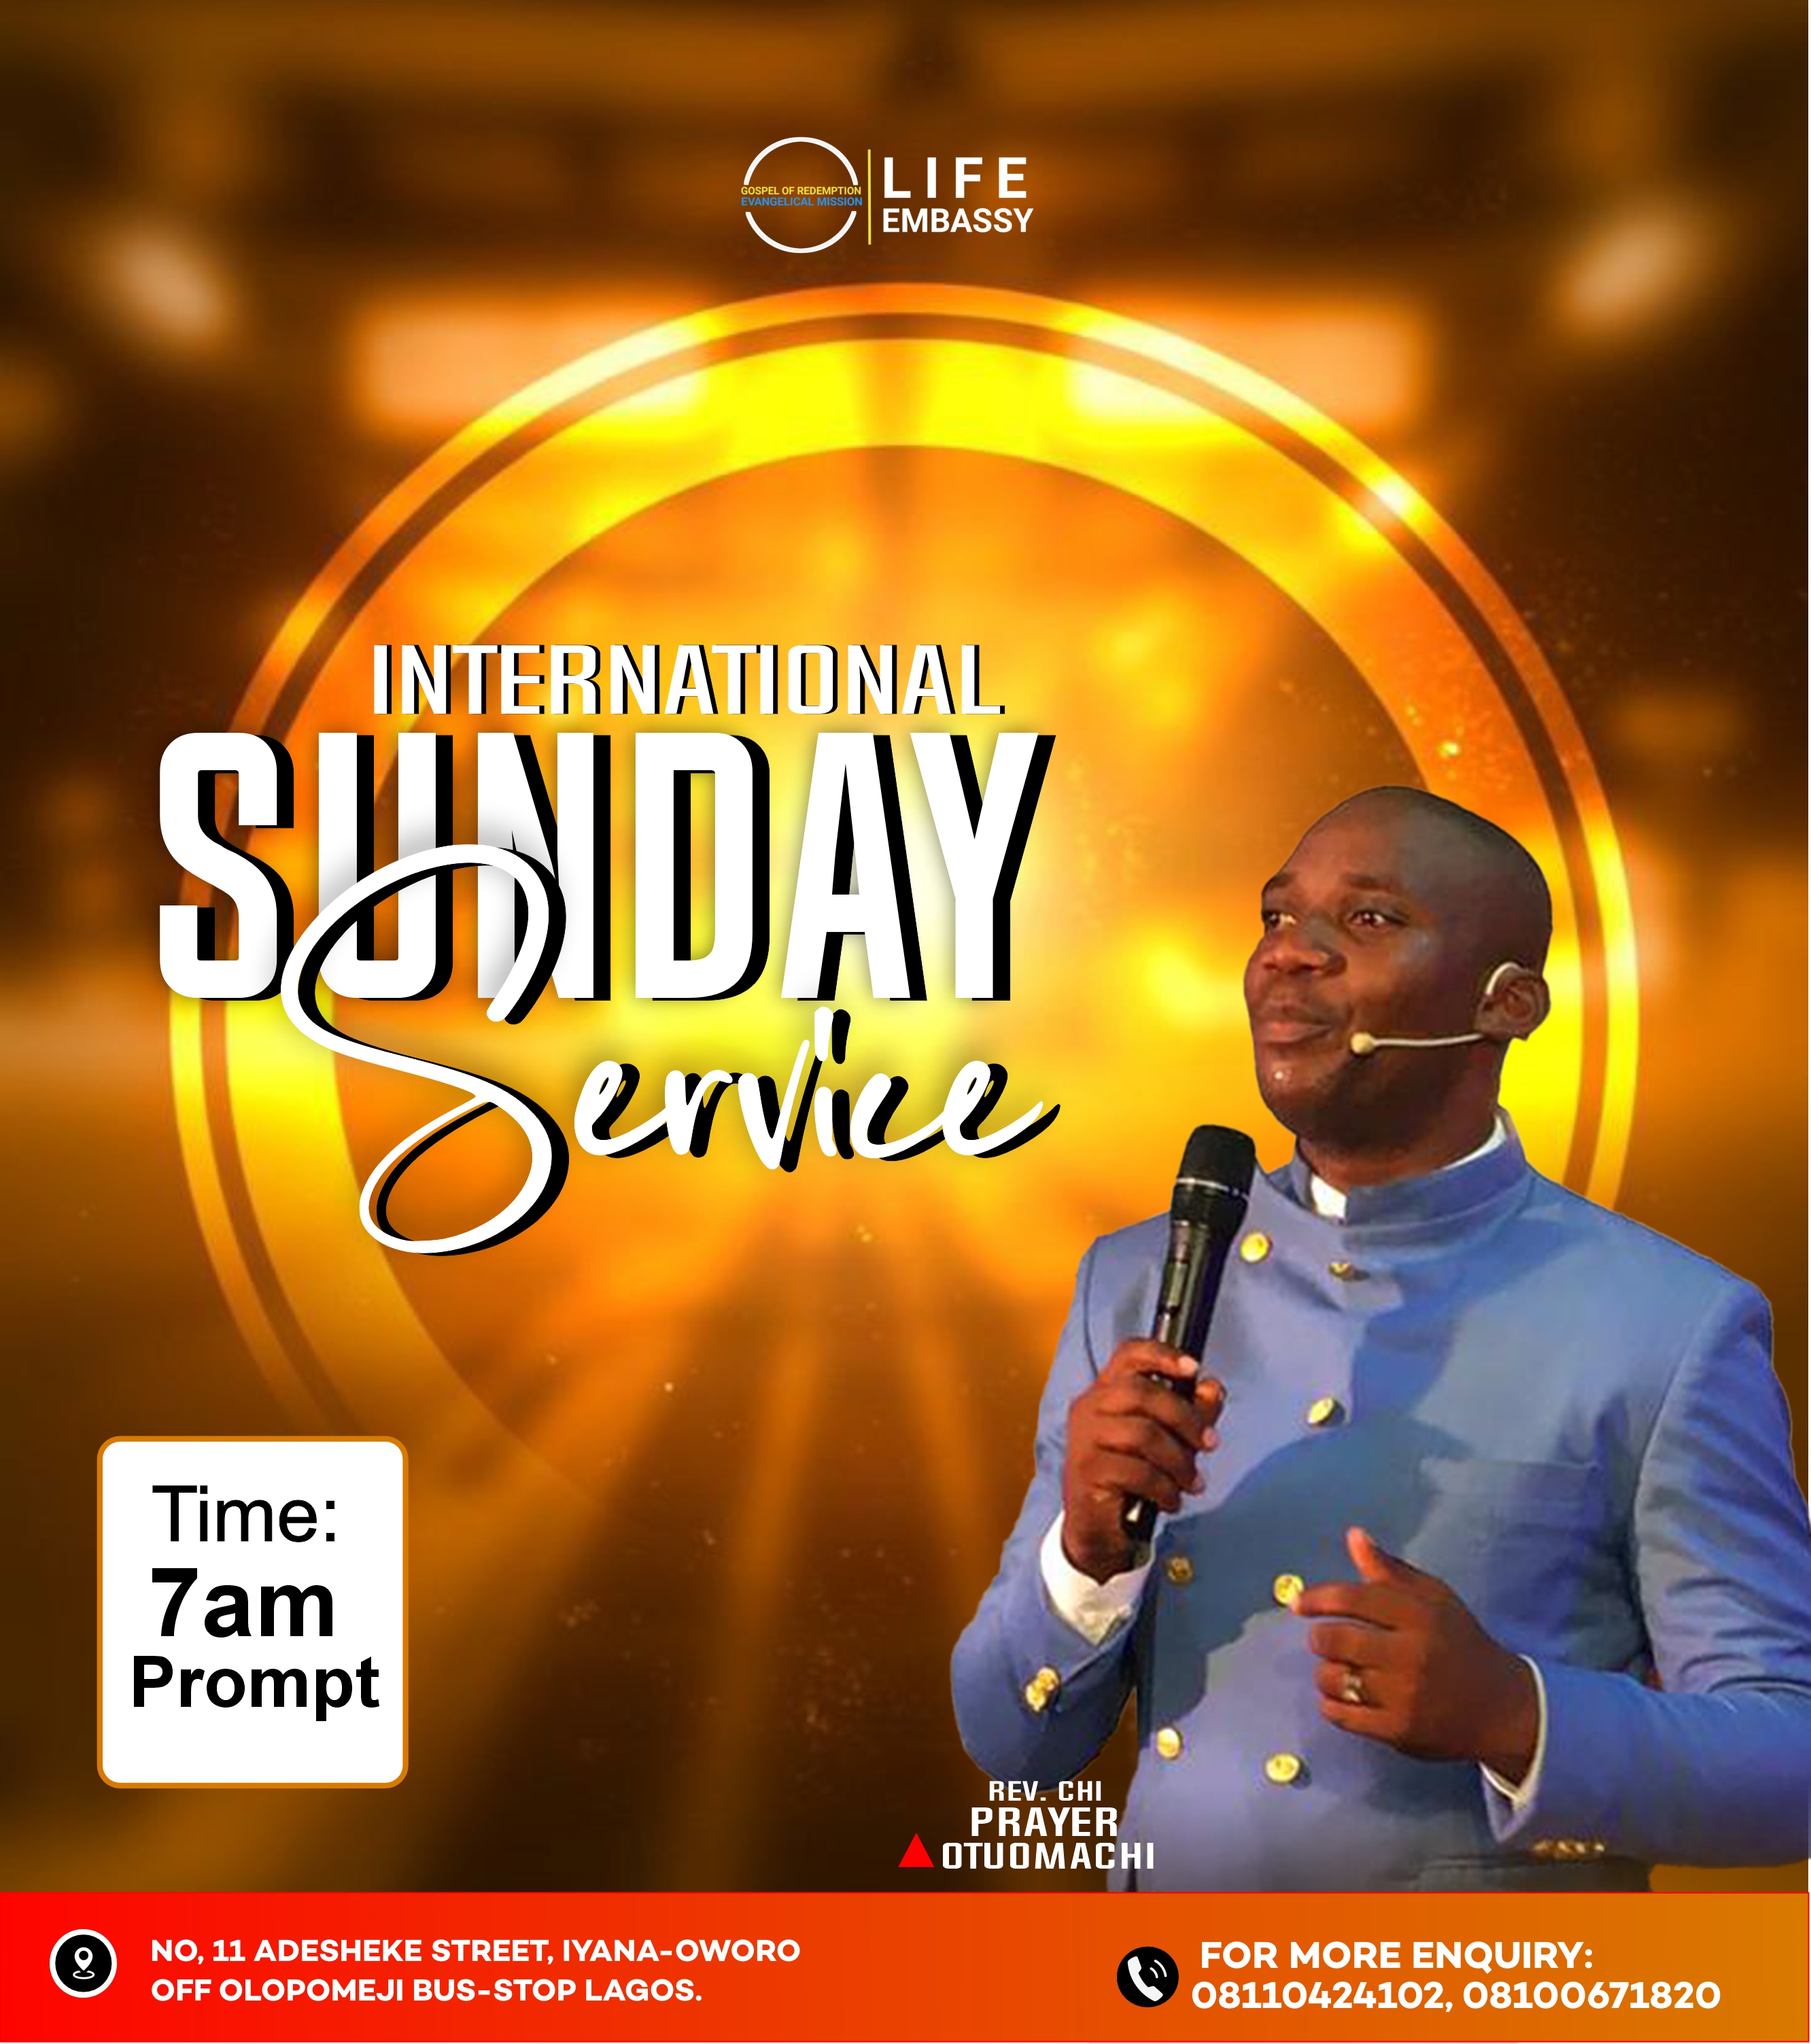 GOSPEL OF REDEMPTION
EVANGELICAL MISSION
LIFE
EMBASSY
INTERNATIONAL
SUNDAY
Service
Time:
7am
Prompt
REV. CHI
PRAYER
OTUOMACHI
NO, 11 ADESHEKE STREET, IYANA-OWORO
OFF OLOPOMEJI BUS-STOP LAGOS.
FOR MORE ENQUIRY:
08110424102, 08100671820